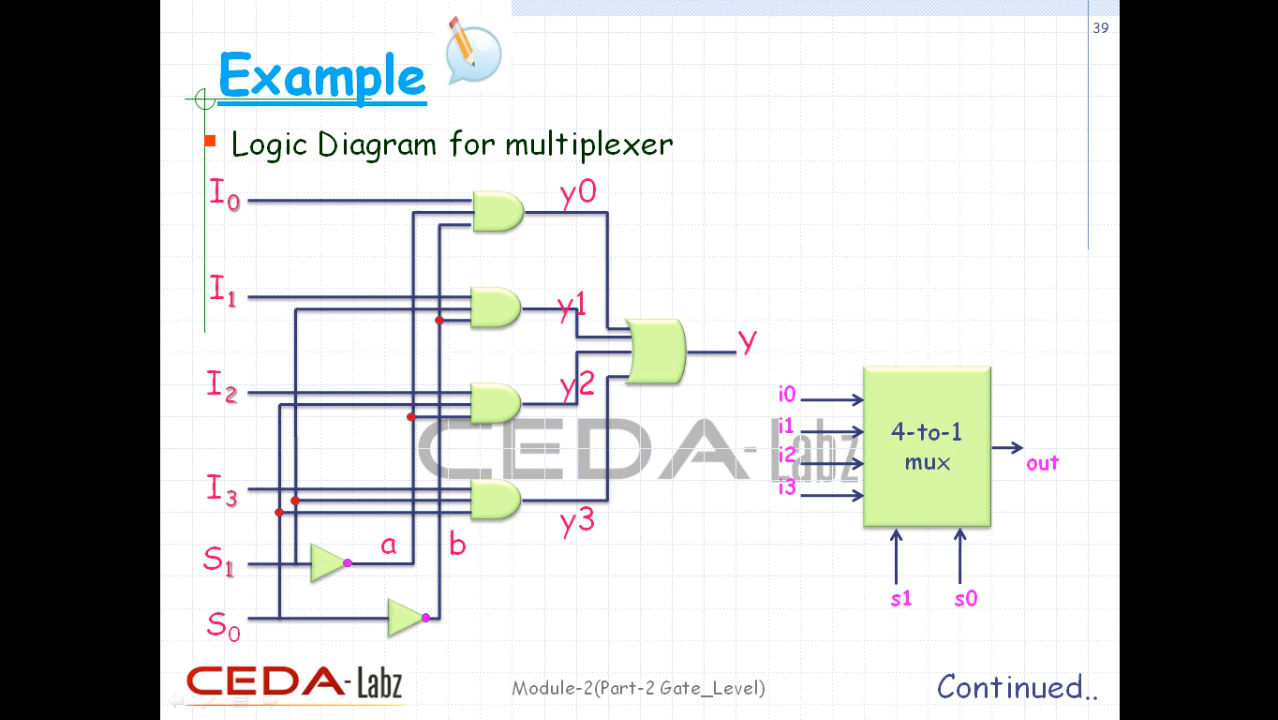 39
Example
Logic Diagram for multiplexer
I0
y0
I1
y1
I2
y2
I3
y3
y
S1
a
b
S0
i0
i1
i2
i3
4-to-1
mux
out
s1
s0
CEDA-Labz
CEDA-Labz
Module-2(Part-2 Gate_Level)
Continued..